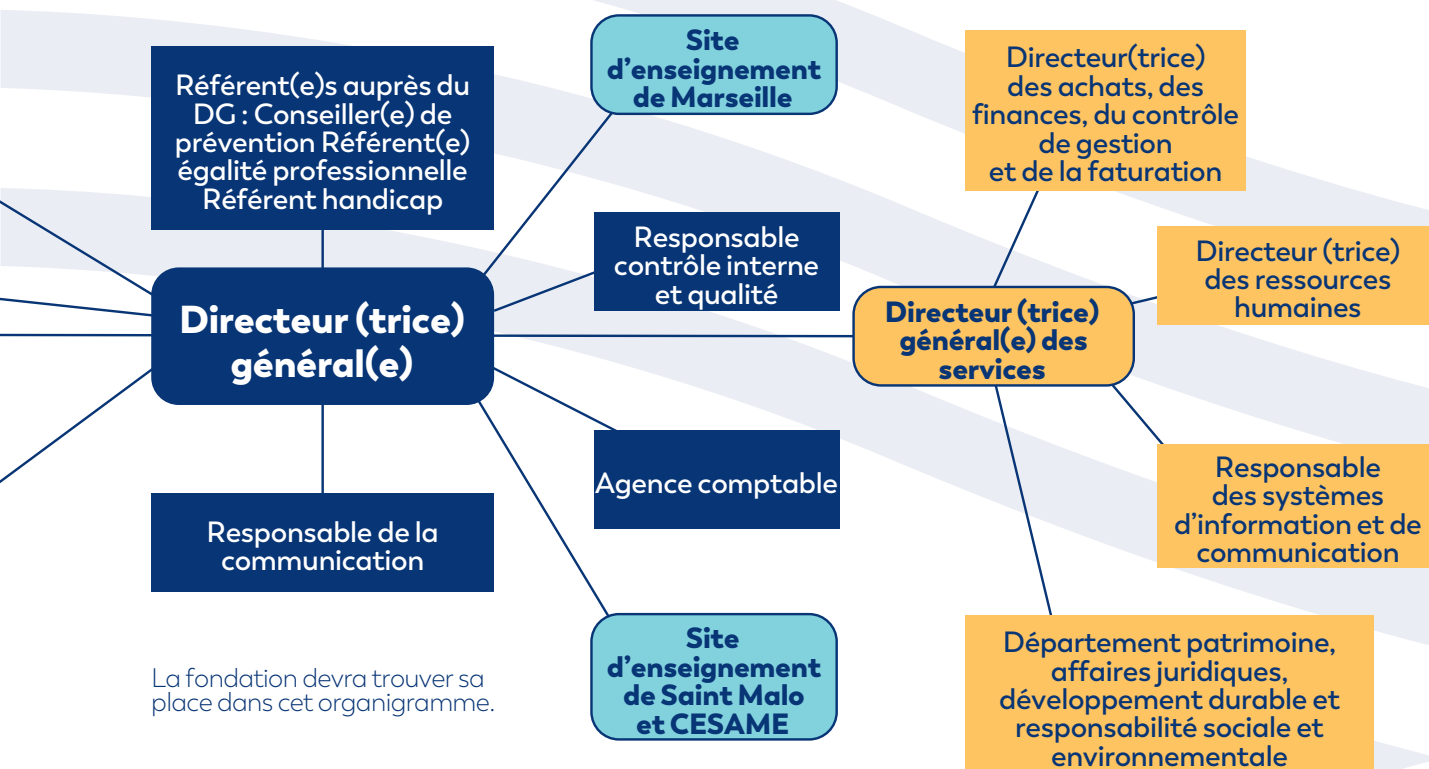 Référent(e)s auprès du
DG : Conseiller(e) de
prévention Référent(e)
égalité professionnelle
Référent handicap
Directeur (trice)
général(e)
Responsable de la
communication
La fondation devra trouver sa
place dans cet organigramme.
Site
d’enseignement
de Marseille
Responsable
contrôle interne
et qualité
Agence comptable
Site
d’enseignement
de Saint Malo
et CESAME
Directeur(trice)
des achats, des
finances, du contrôle
de gestion
et de la faturation
Directeur (trice)
des ressources
humaines
Directeur (trice)
général(e) des
services
Responsable
des systèmes
d’information et de
communication
Département patrimoine,
affaires juridiques,
développement durable et
responsabilité sociale et
environnementale